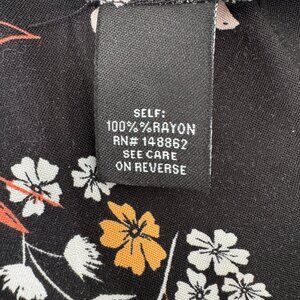 SELF:
100%%RAYON
RN# 148862
SEE CARE
ON REVERSE